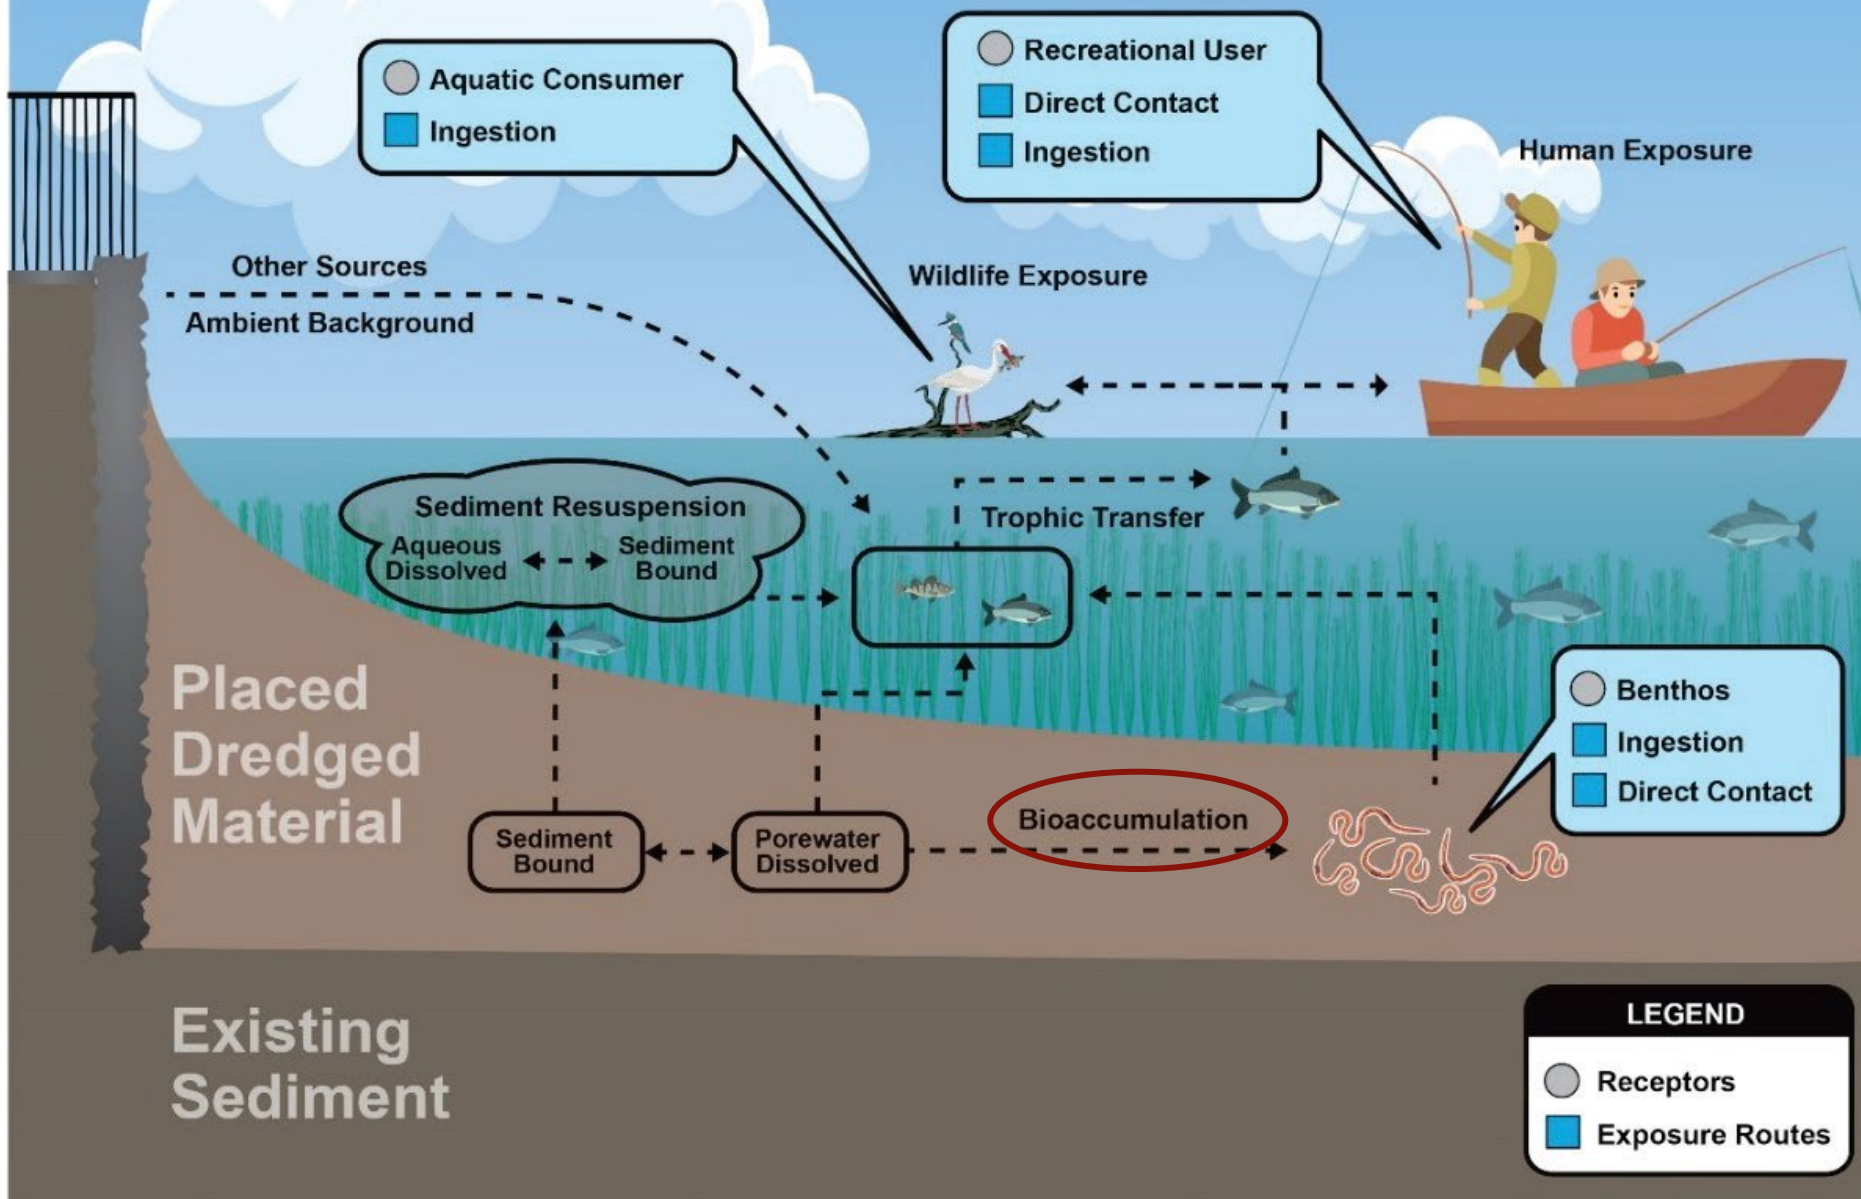 Aquatic Consumer
Ingestion
Recreational User
Direct Contact
Ingestion
Human Exposure
Other Sources
Ambient Background
Wildlife Exposure
Sediment Resuspension
Aqueous
Dissolved
Sediment
Bound
Trophic Transfer
Placed
Dredged
Material
Benthos
Ingestion
Direct Contact
Sediment
Bound
Porewater
Dissolved
Bioaccumulation
Existing
Sediment
LEGEND
Receptors
Exposure Routes